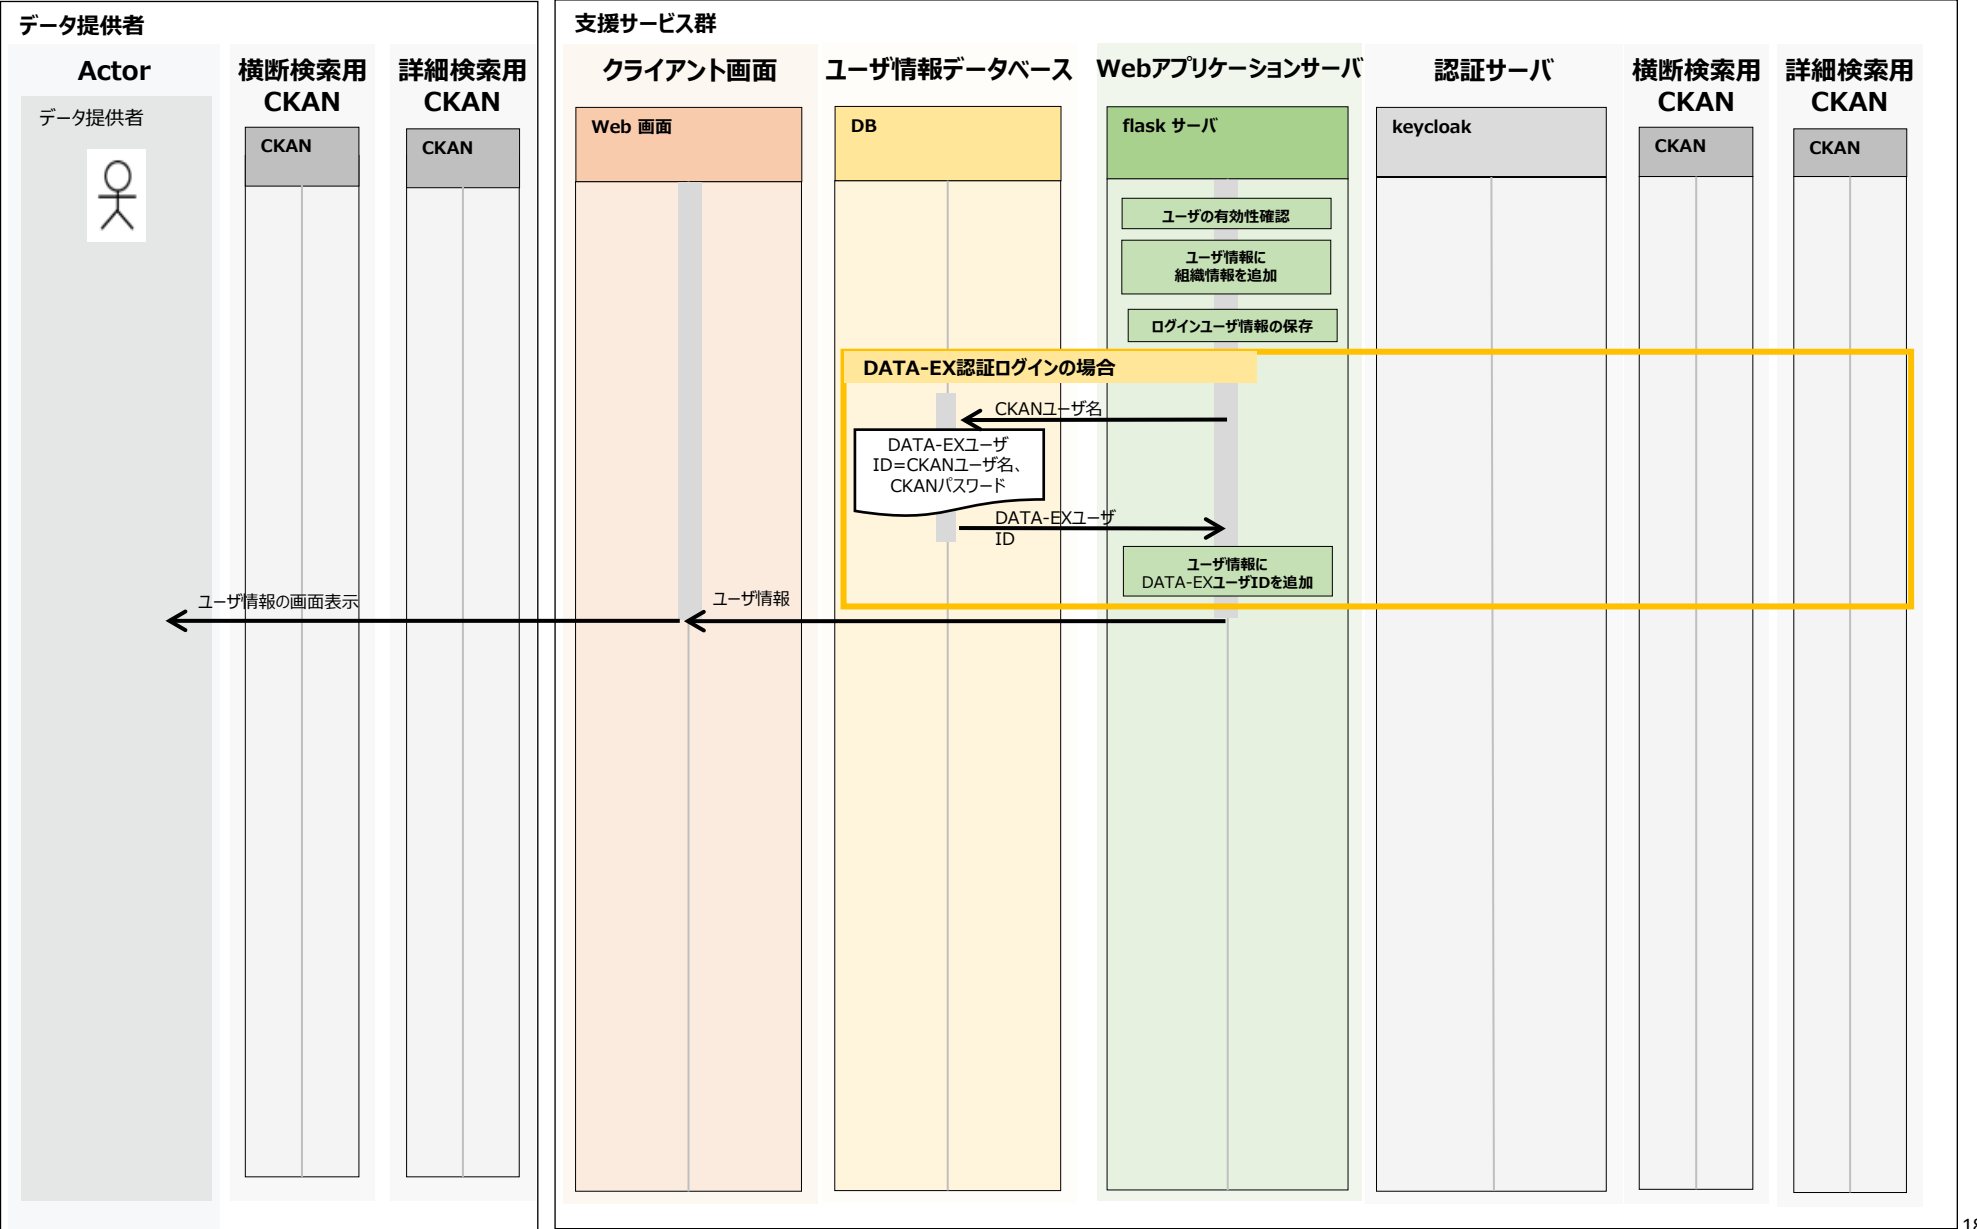 データ提供者
支援サービス群
Actor
横断検索用
CKAN
詳細検索用
CKAN
クライアント画面
ユーザ情報データベース
Webアプリケーションサーバ
認証サーバ
横断検索用
CKAN
詳細検索用
CKAN
データ提供者
CKAN
CKAN
Web 画面
DB
flask サーバ
keycloak
CKAN
CKAN
ユーザの有効性確認
ユーザ情報に
組織情報を追加
ログインユーザ情報の保存
DATA-EX認証ログインの場合
CKANユーザ名
DATA-EXユーザ
ID=CKANユーザ名、
CKANパスワード
DATA-EXユーザ
ID
ユーザ情報に
DATA-EXユーザIDを追加
ユーザ情報の画面表示
ユーザ情報